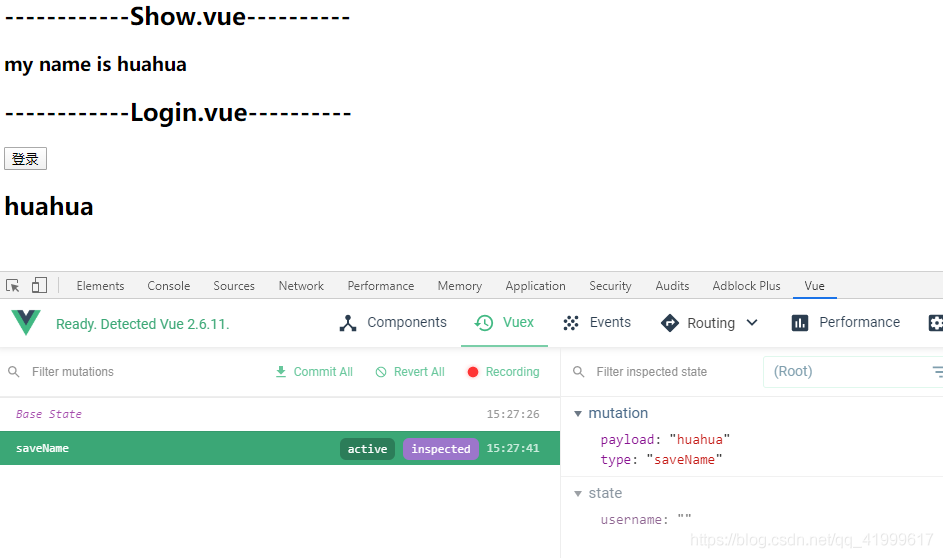 ------------Show.vue----------
my name is huahua
------------Login.vue----------
登录
huahua
Elements Console Sources Network Performance Memory Application Security Audits Adblock Plus Vue
Ready. Detected Vue 2.6.11. Components Vuex Events Routing Performance
Filter mutations Commit All Revert All Recording Filter inspected state (Root)
Base State 15:27:26 mutation
payload: "huahua"
saveName active inspected 15:27:41
type: "saveName"
state
username: ""
https://blog.csdn.net/qq_41999617